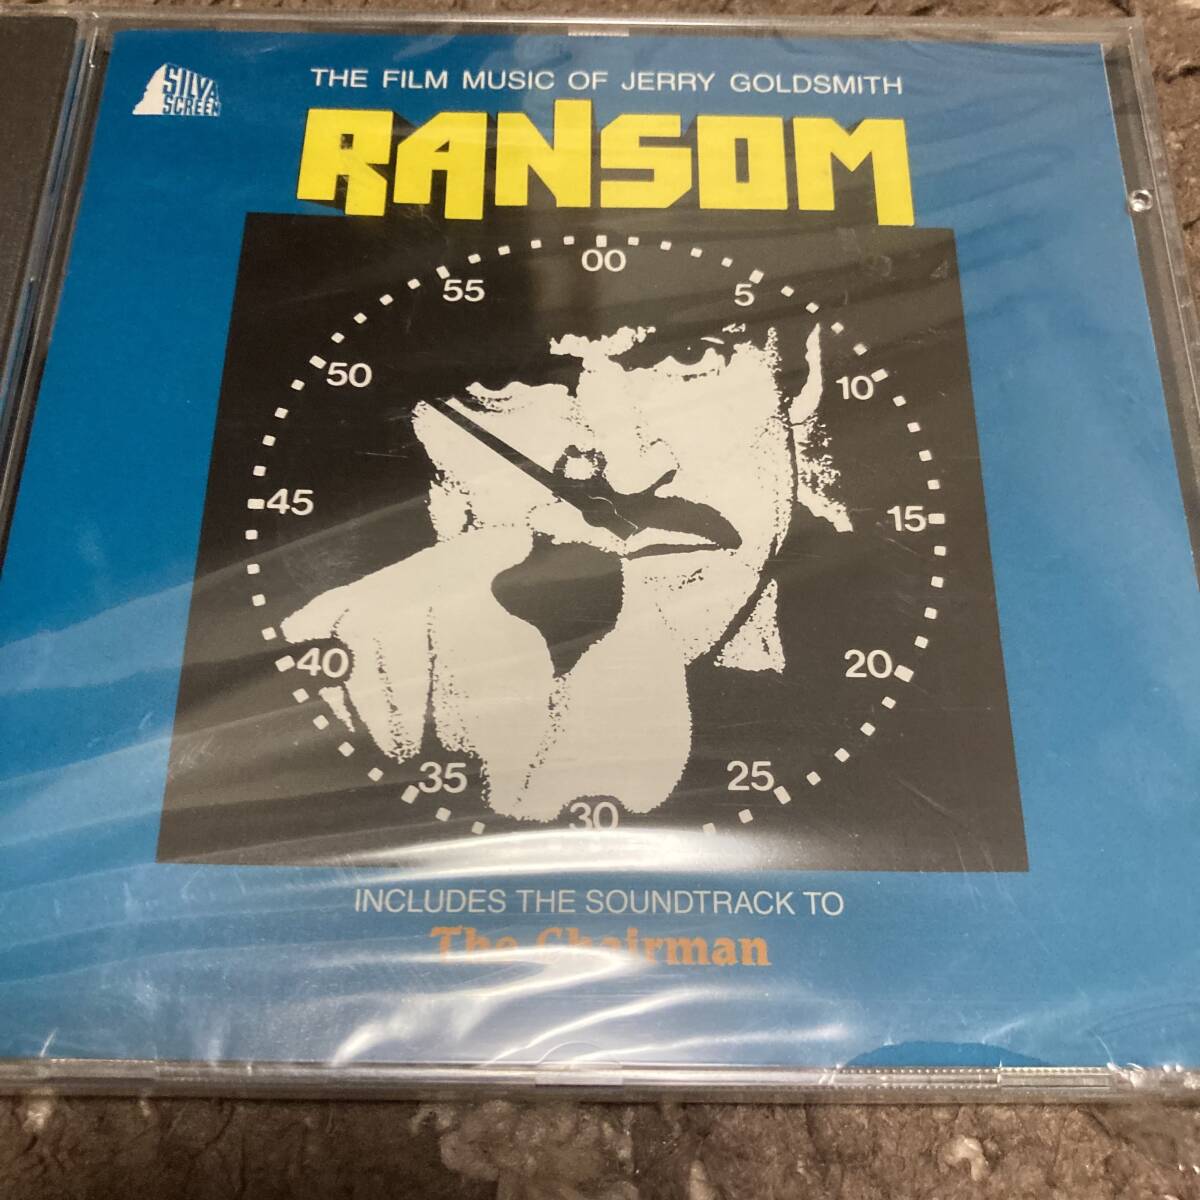 SILVA
SCREEN
THE FILM MUSIC OF JERRY GOLDSMITH
RANSOM
00
55
5
50
10
45
15
40
20
35
25
30
INCLUDES THE SOUNDTRACK TO
The Chairman